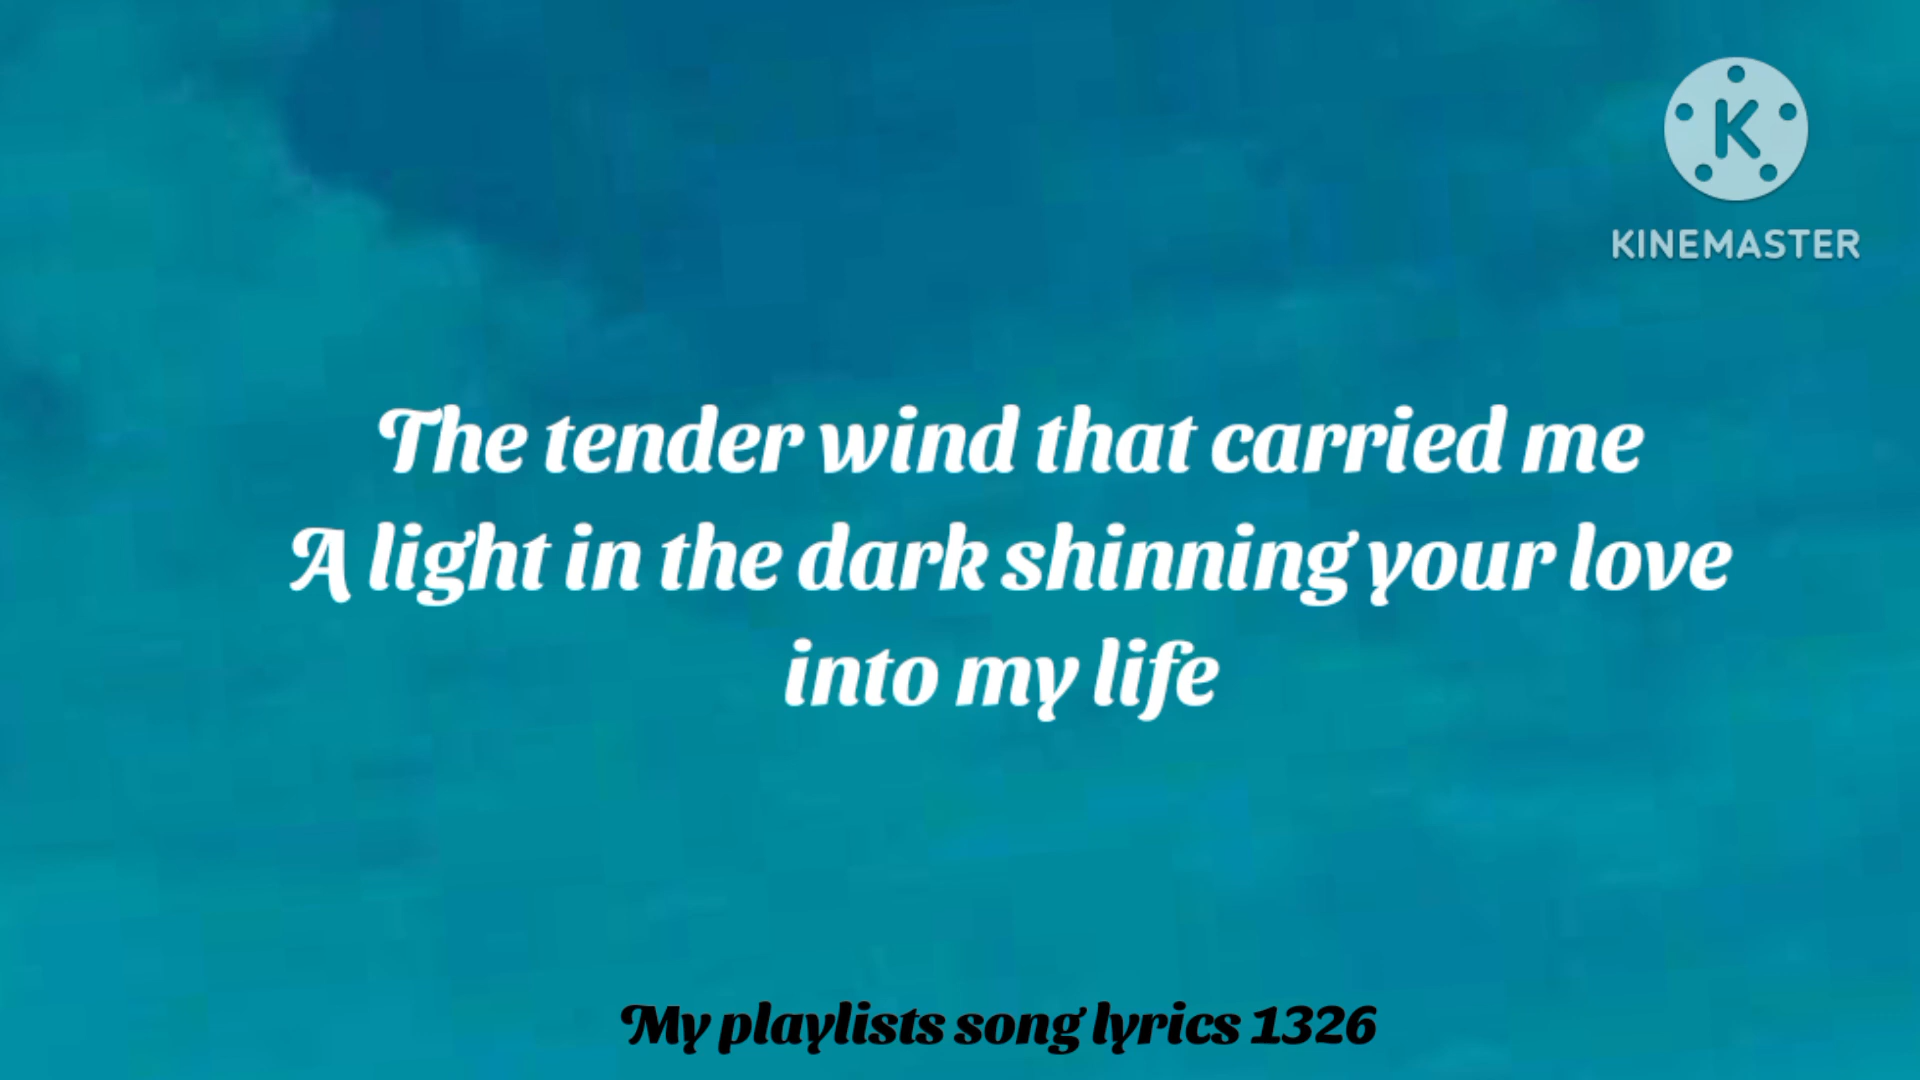 K
KINEMASTER
The tender wind that carried me
A light in the dark shinning your love
into my life
My playlists song lyrics 1326